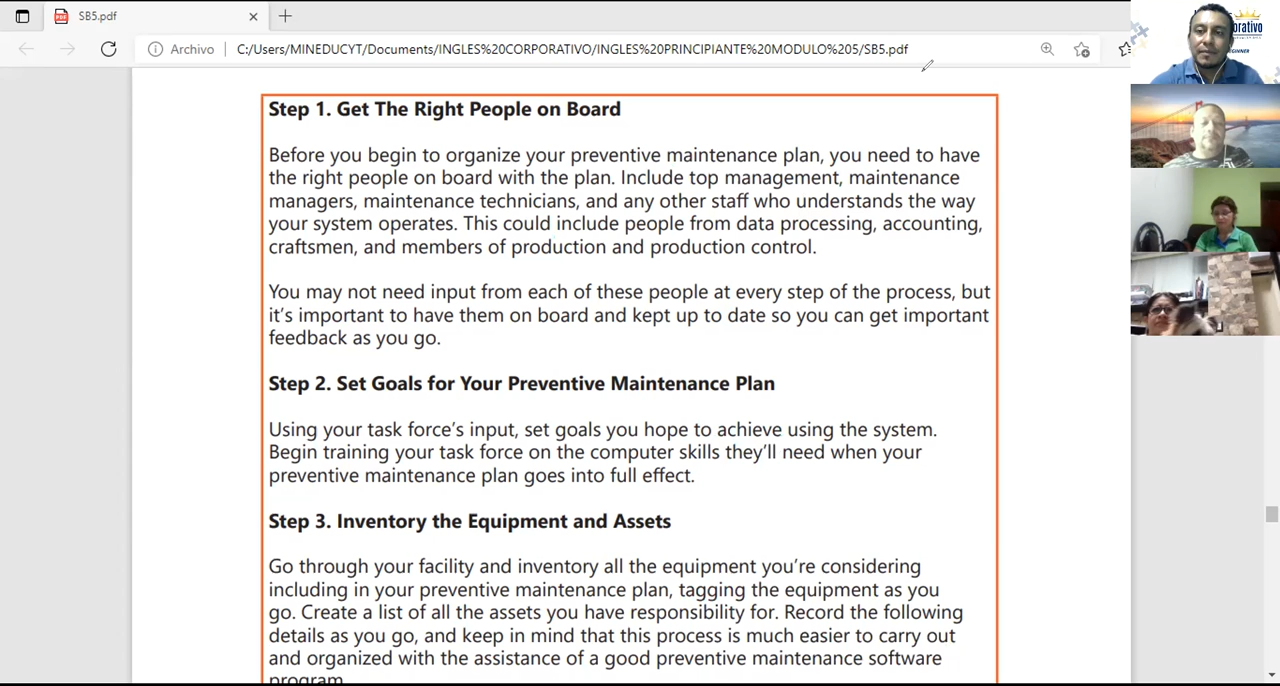 SB5.pdf
Archivo
C:/Users/MINEDUCYT/Documents/INGLES%20CORPORATIVO/INGLES%20PRINCIPIANTE%20MODULO%205/SB5.pdf
Step 1. Get The Right People on Board
Before you begin to organize your preventive maintenance plan, you need to have
the right people on board with the plan. Include top management, maintenance
managers, maintenance technicians, and any other staff who understands the way
your system operates. This could include people from data processing, accounting,
craftsmen, and members of production and production control.
You may not need input from each of these people at every step of the process, but
it’s important to have them on board and kept up to date so you can get important
feedback as you go.
Step 2. Set Goals for Your Preventive Maintenance Plan
Using your task force’s input, set goals you hope to achieve using the system.
Begin training your task force on the computer skills they’ll need when your
preventive maintenance plan goes into full effect.
Step 3. Inventory the Equipment and Assets
Go through your facility and inventory all the equipment you’re considering
including in your preventive maintenance plan, tagging the equipment as you
go. Create a list of all the assets you have responsibility for. Record the following
details as you go, and keep in mind that this process is much easier to carry out
and organized with the assistance of a good preventive maintenance software
program.